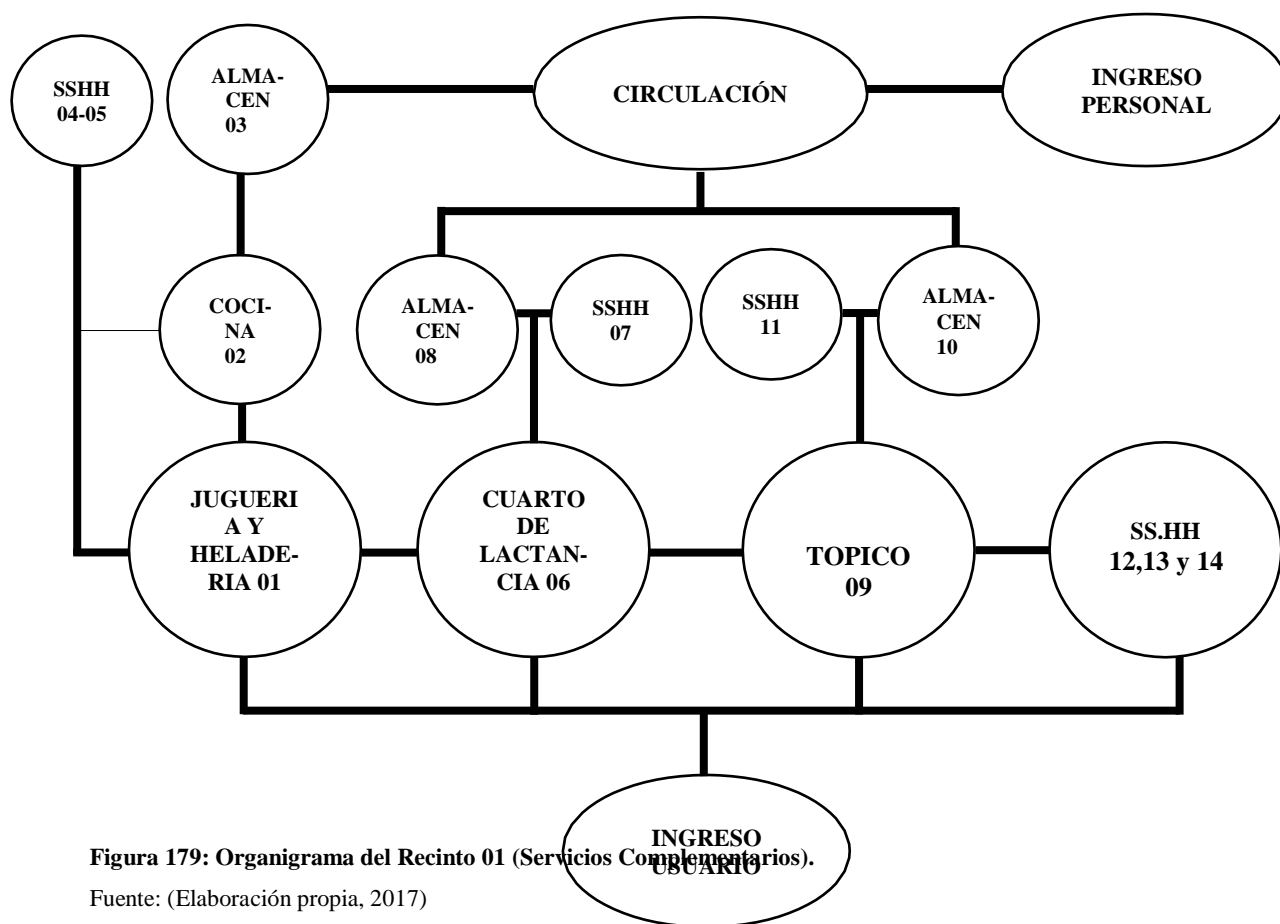 SSHH
04-05
ALMA-
CEN
03
CIRCULACIÓN
INGRESO
PERSONAL
COCI-
NA
02
ALMA-
CEN
08
SSHH
07
SSHH
11
ALMA-
CEN
10
JUGUERI
A Y
HELADE-
RIA 01
CUARTO
DE
LACTAN-
CIA 06
TOPICO
09
SS.HH
12,13 y 14
INGRESO
USUARIO
Figura 179: Organigrama del Recinto 01 (Servicios Complementarios).
Fuente: (Elaboración propia, 2017)